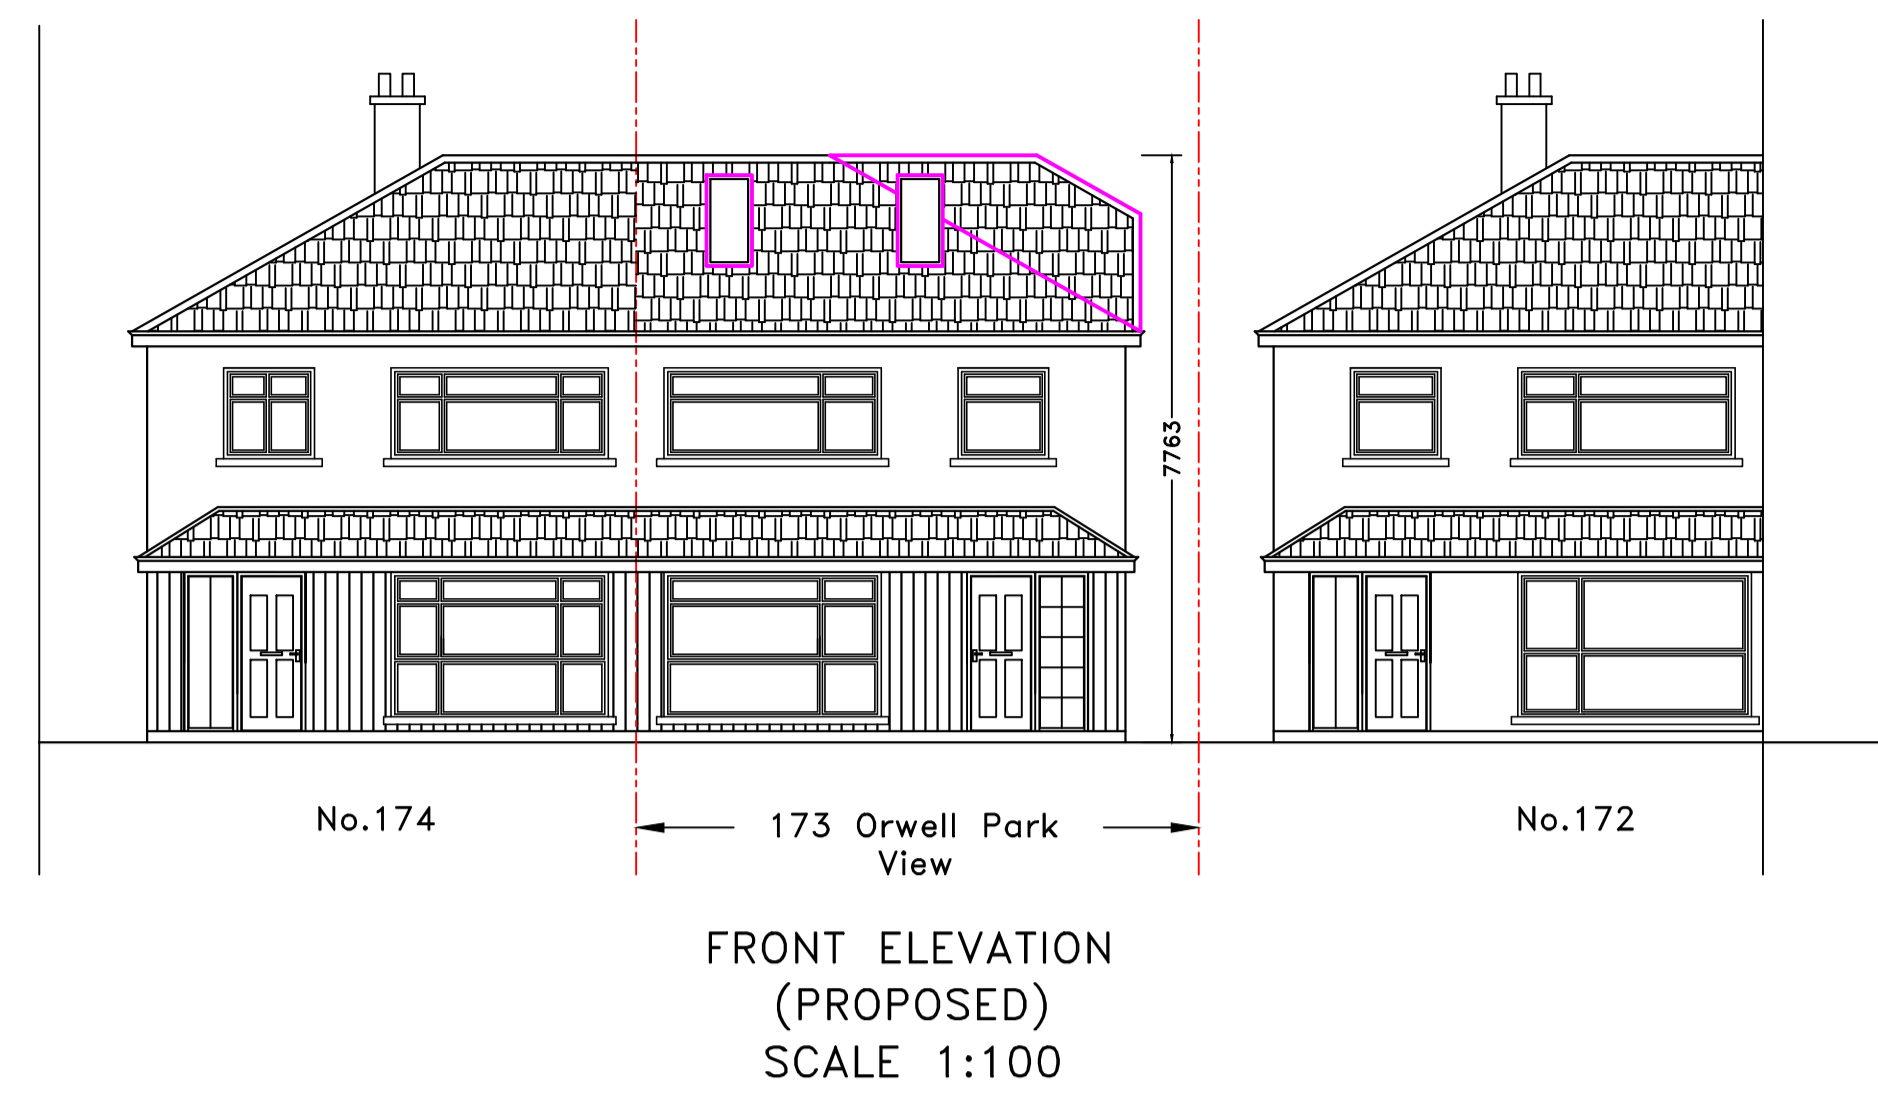 7763
No.174
173 Orwell Park
View
No.172
FRONT ELEVATION
(PROPOSED)
SCALE 1:100